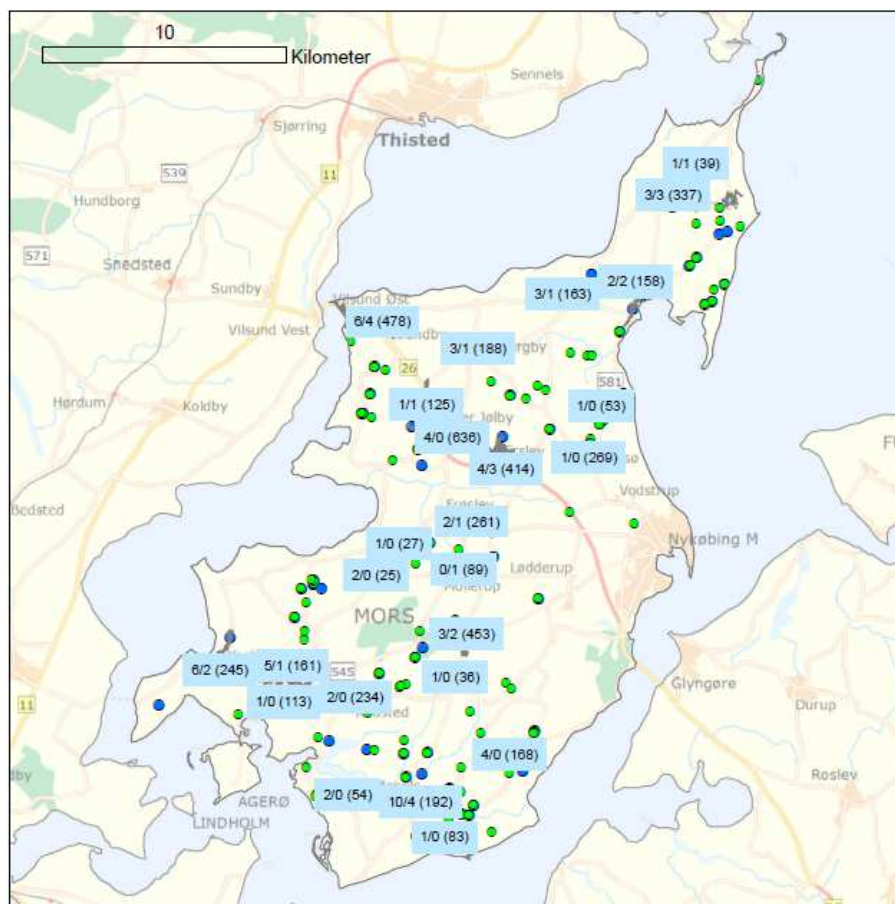 10
Kilometer
Sennels
Sjørring
Thisted
539
11
1/1 (39)
3/3 (337)
Hundborg
571
Snedsted
Sundby
2/2 (158)
3/1 (163)
Vilsund Øst
6/4 (478)
Vilsund Vest
3/1 (188)
26
581
Hørdum
Koldby
1/1 (125)
1/0 (53)
er Jølby
4/0 (636)
4/3 (414)
1/0 (269)
Vodstrup
Bedsted
2/1 (261)
Nykøbing M
1/0 (27)
2/0 (25)
0/1 (89)
Lødderup
MORS
3/2 (453)
6/2 (245)
5/1 (161)
545
1/0 (36)
Glyngøre
11
1/0 (113)
2/0 (234)
Durup
4/0 (168)
Roslev
AGERØ
2/0 (54)
10/4 (192)
LINDHOLM
1/0 (83)